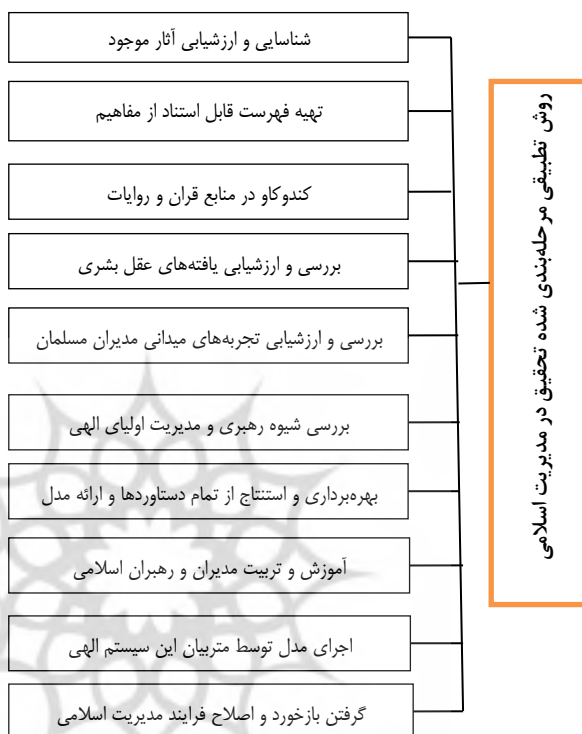 روش تطبیقی مرحله‌بندی شده تحقیق در مدیریت اسلامی
شناسایی و ارزشیابی آثار موجود
تهیه فهرست قابل استناد از مفاهیم
کندوکاو در منابع قران و روایات
بررسی و ارزشیابی یافته‌های عقل بشری
بررسی و ارزشیابی تجربه‌های میدانی مدیران مسلمان
بررسی شیوه رهبری و مدیریت اولیای الهی
بهره‌برداری و استنتاج از تمام دستاوردها و ارائه مدل
آموزش و تربیت مدیران و رهبران اسلامی
اجرای مدل توسط متربیان این سیستم الهی
گرفتن بازخورد و اصلاح فرایند مدیریت اسلامی